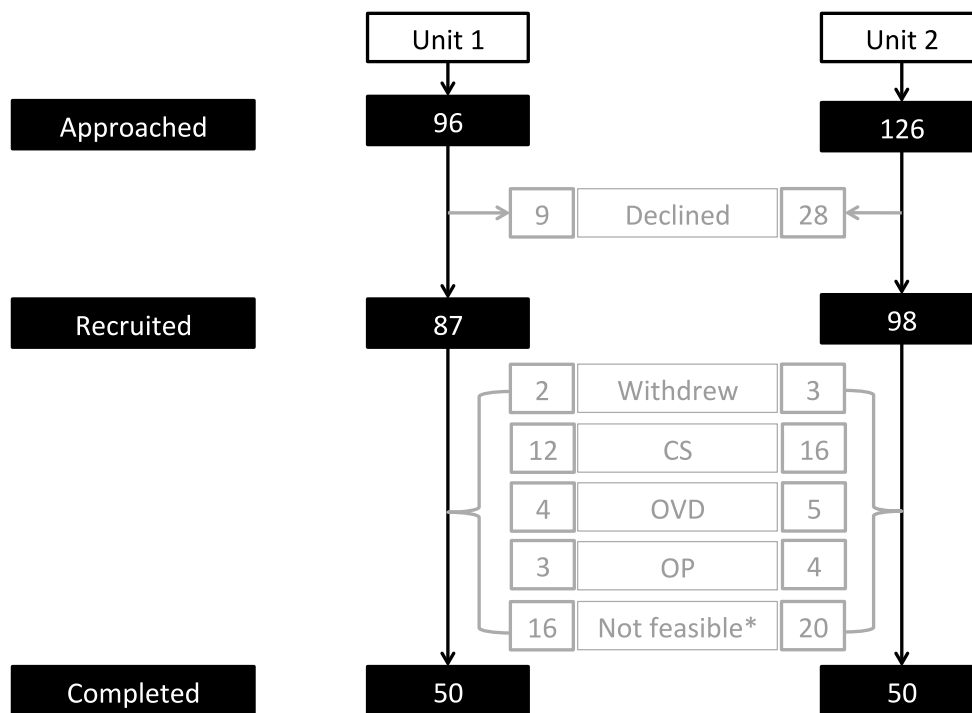 Unit 1 Unit 2
Approached 96 126
9 Declined 28
Recruited 87 98
2 Withdrew 3
12 CS 16
4 OVD 5
3 OP 4
16 Not feasible* 20
Completed 50 50